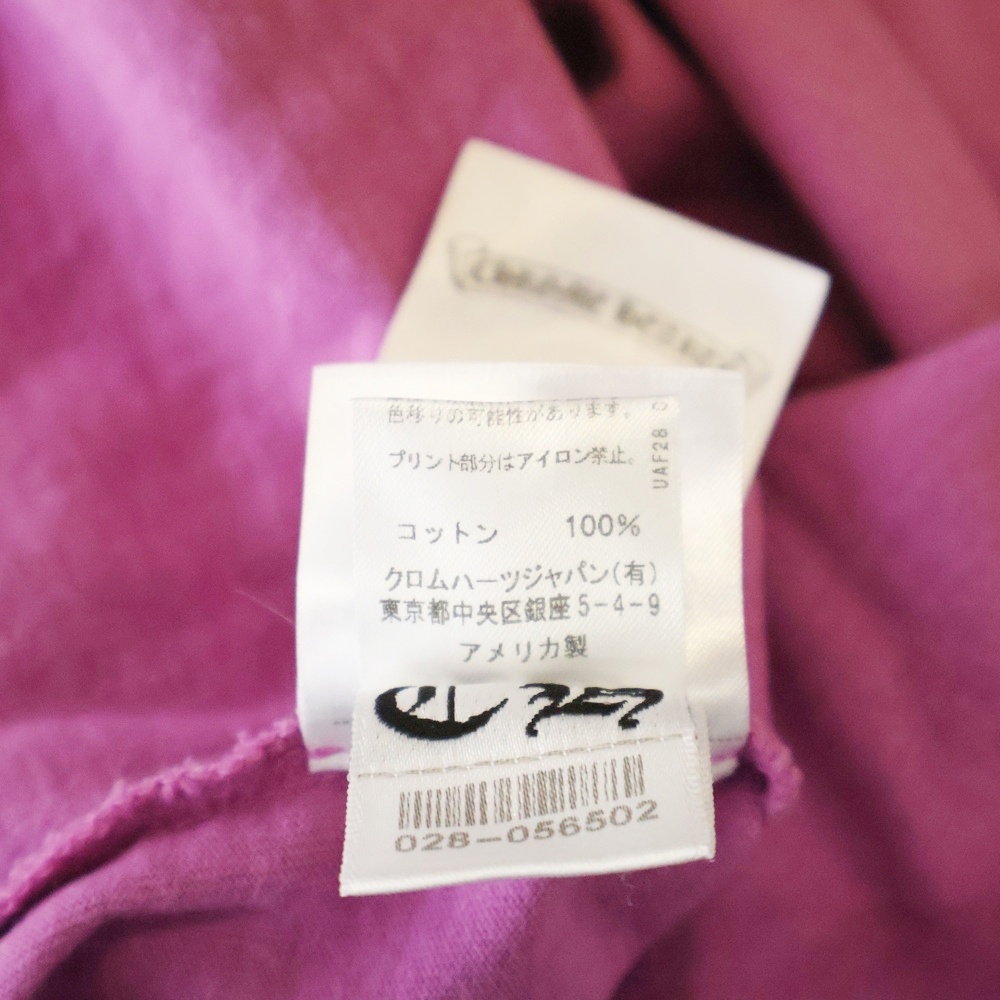 色移りの可能性があります。
プリント部分はアイロン禁止。
UAF28
コットン 100%
クロムハーツジャパン(有)
東京都中央区銀座5-4-9
アメリカ製
028-056502